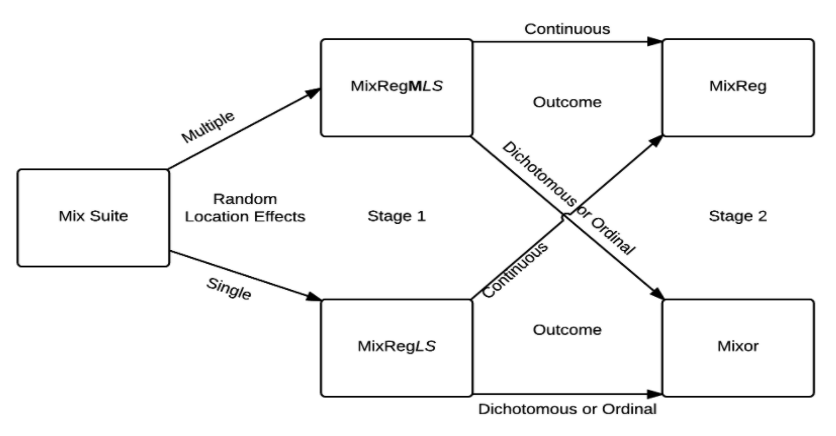 Continuous
MixRegMLS
Outcome
MixReg
Multiple
Dichotomous or Ordinal
Mix Suite
Random
Location Effects
Stage 1
Stage 2
Single
Continuous
MixRegLS
Outcome
Mixor
Dichotomous or Ordinal